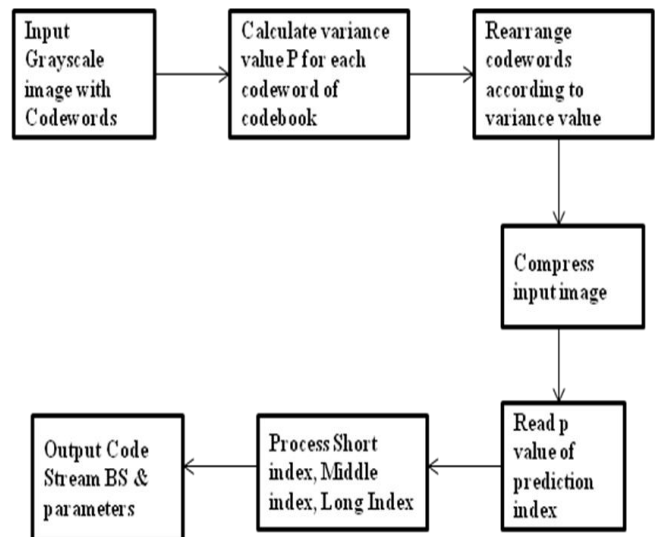 Input
Grayscale
image with
Codewords
Calculate variance
value P for each
codeword of
codebook
Rearrange
codewords
according to
variance value
Compress
input image
Read p
value of
prediction
index
Process Short
index, Middle
index, Long Index
Output Code
Stream BS &
parameters